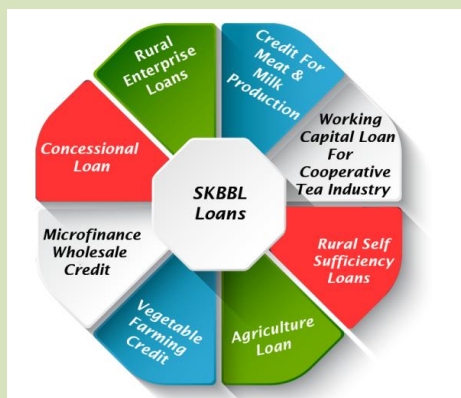 SKBBL
Loans
Rural
Enterprise
Loans
Credit For
Meat &
Milk
Production
Working
Capital Loan
For
Cooperative
Tea Industry
Rural Self
Sufficiency
Loans
Agriculture
Loan
Vegetable
Farming
Credit
Microfinance
Wholesale
Credit
Concessional
Loan